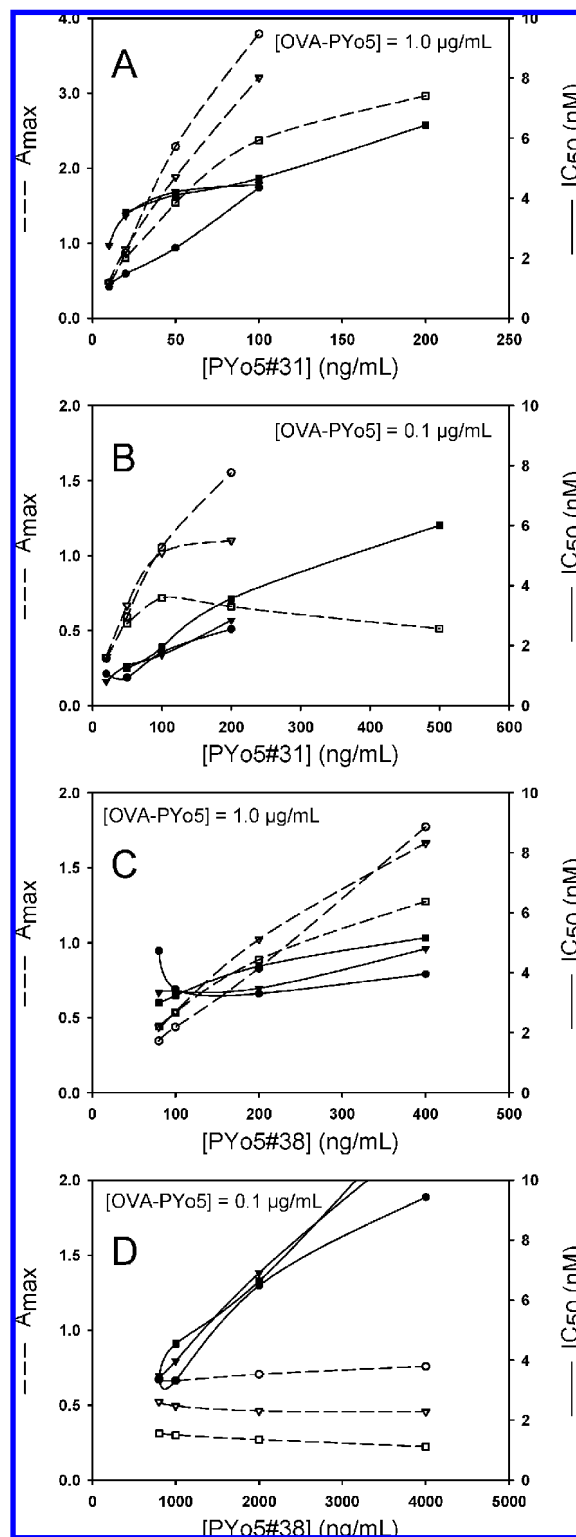 A
[OVA-PYo5] = 1.0 µg/mL
4.0
3.0
2.0
1.0
0.0
10
8
6
4
2
0
0 50 100 150 200 250
[PYo5#31] (ng/mL)
Amax
IC50 (nM)
B
[OVA-PYo5] = 0.1 µg/mL
2.0
1.5
1.0
0.5
0.0
10
8
6
4
2
0
0 100 200 300 400 500 600
[PYo5#31] (ng/mL)
Amax
IC50 (nM)
[OVA-PYo5] = 1.0 µg/mL
C
2.0
1.5
1.0
0.5
0.0
10
8
6
4
2
0
0 100 200 300 400 500
[PYo5#38] (ng/mL)
Amax
IC50 (nM)
[OVA-PYo5] = 0.1 µg/mL
D
2.0
1.5
1.0
0.5
0.0
10
8
6
4
2
0
0 1000 2000 3000 4000 5000
[PYo5#38] (ng/mL)
Amax
IC50 (nM)